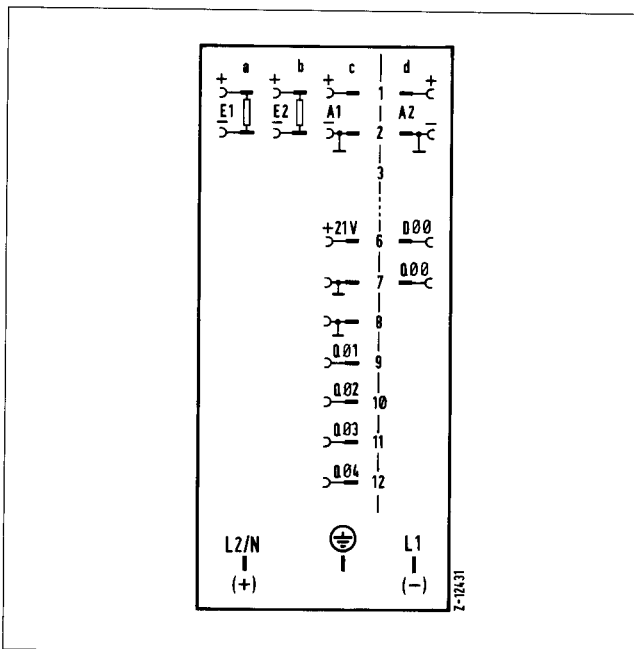 a b c d
+ + + 1 +
E1 E2 A1 A2
− − − 2 −
3
+21V 6 D00
7 Q00
8
Q01 9
Q02 10
Q03 11
Q04 12
L2/N L1
(+) (−)
Z-12431